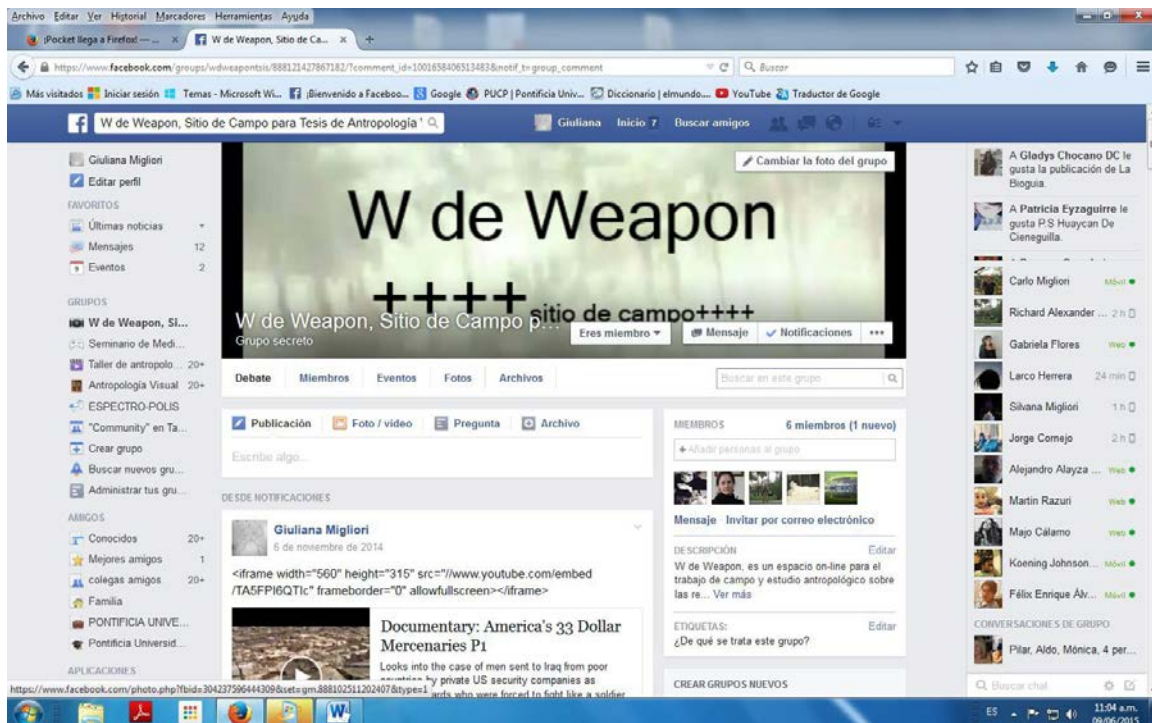 Archivo Editar Ver Historial Marcadores Herramientas Ayuda
¡Pocket llega a Firefox! — ...
W de Weapon, Sitio de Ca...
https://www.facebook.com/groups/wdweapontsis/888121427867182/?comment_id=1001658406513483&notif_t=group_comment
Buscar
Más visitados Iniciar sesión Temas - Microsoft Wi... ¡Bienvenido a Faceboo... Google PUCP | Pontificia Univ... Diccionario | elmundo.... YouTube Traductor de Google
W de Weapon, Sitio de Campo para Tesis de Antropología
Giuliana Inicio 7 Buscar amigos
Giuliana Migliori
Editar perfil
FAVORITOS
Últimas noticias
Mensajes 12
Eventos 2
GRUPOS
W de Weapon, Si...
Seminario de Medi...
Taller de antropolo... 20+
Antropología Visual 20+
ESPECTRO-POLIS
"Community" en Ta...
Crear grupo
Buscar nuevos gru...
Administrar tus gru...
AMIGOS
Conocidos 20+
Mejores amigos 1
colegas amigos 20+
Familia
PONTIFICIA UNIVE...
Pontificia Universid...
APLICACIONES
Cambiar la foto del grupo
W de Weapon
++++ sitio de campo++++
W de Weapon, Sitio de Campo p...
Grupo secreto
Eres miembro Mensaje Notificaciones
Debate Miembros Eventos Fotos Archivos
Buscar en este grupo
Publicación Foto / vídeo Pregunta Archivo
Escribe algo...
DESDE NOTIFICACIONES
Giuliana Migliori
6 de noviembre de 2014
<iframe width="560" height="315" src="//www.youtube.com/embed
/TA5FPI6QTIc" frameborder="0" allowfullscreen></iframe>
Documentary: America's 33 Dollar
Mercenaries P1
Looks into the case of men sent to Iraq from poor
countries by private US security companies as
who were forced to fight like a soldier
MIEMBROS 6 miembros (1 nuevo)
Añadir personas al grupo
Mensaje · Invitar por correo electrónico
DESCRIPCIÓN Editar
W de Weapon, es un espacio on-line para el
trabajo de campo y estudio antropológico sobre
las re... Ver más
ETIQUETAS: Editar
¿De qué se trata este grupo?
CREAR GRUPOS NUEVOS
A Gladys Chocano DC le
gusta la publicación de La
Bioguia.
A Patricia Eyzaguirre le
gusta P.S Huaycan De
Cieneguilla.
Carlo Migliori Móvil
Richard Alexander ... 2 h
Gabriela Flores Web
Larco Herrera 24 min
Silvana Migliori 1 h
Jorge Cornejo 2 h
Alejandro Alayza ... Web
Martin Razuri Web
Majo Cálamo Web
Koening Johnson... Móvil
Félix Enrique Álv... Móvil
CONVERSACIONES DE GRUPO
Pilar, Aldo, Mónica, 4 per...
Buscar chat
https://www.facebook.com/photo.php?fbid=304237596444309&set=gm.888102511202407&type=1
ES
11:04 a.m.
09/06/2015